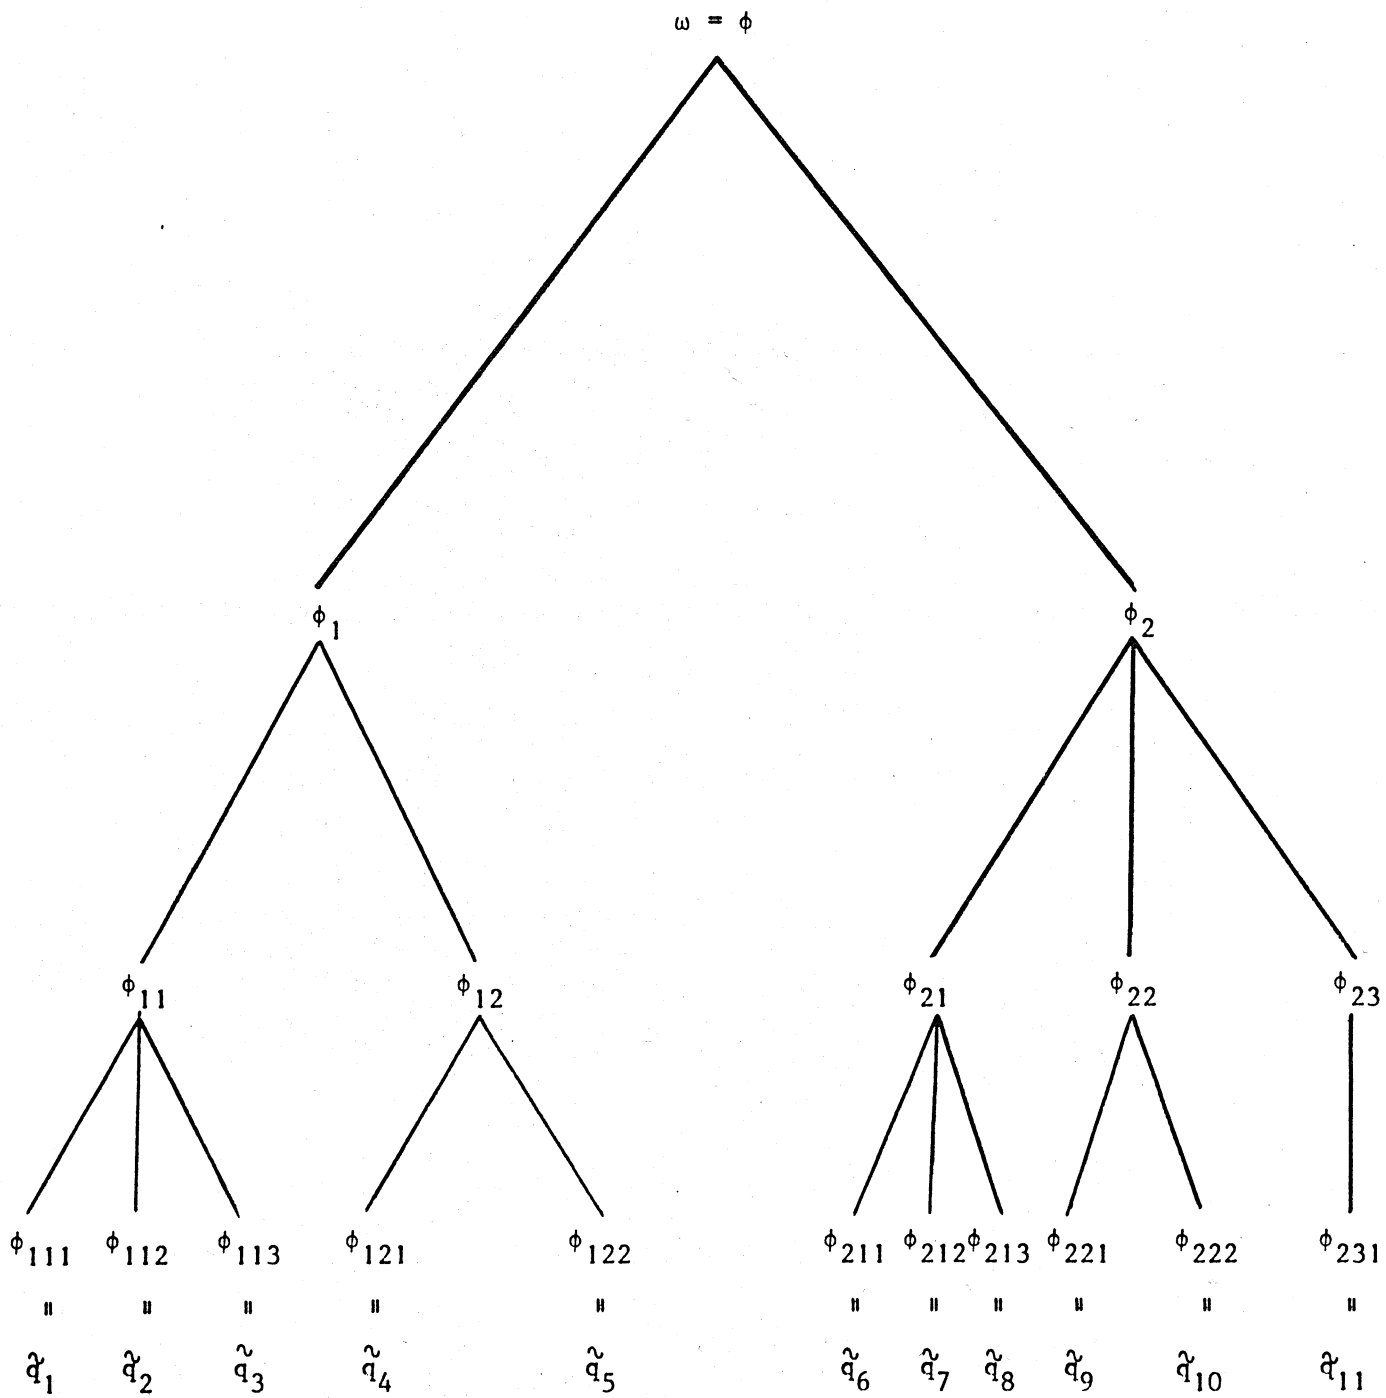 ω = ϕ
ϕ₁ ϕ₂
ϕ₁₁ ϕ₁₂ ϕ₂₁ ϕ₂₂ ϕ₂₃
ϕ₁₁₁ ϕ₁₁₂ ϕ₁₁₃ ϕ₁₂₁ ϕ₁₂₂ ϕ₂₁₁ ϕ₂₁₂ ϕ₂₁₃ ϕ₂₂₁ ϕ₂₂₂ ϕ₂₃₁
= = = = = = = = = = =
q̃₁ q̃₂ q̃₃ q̃₄ q̃₅ q̃₆ q̃₇ q̃₈ q̃₉ q̃₁₀ q̃₁₁